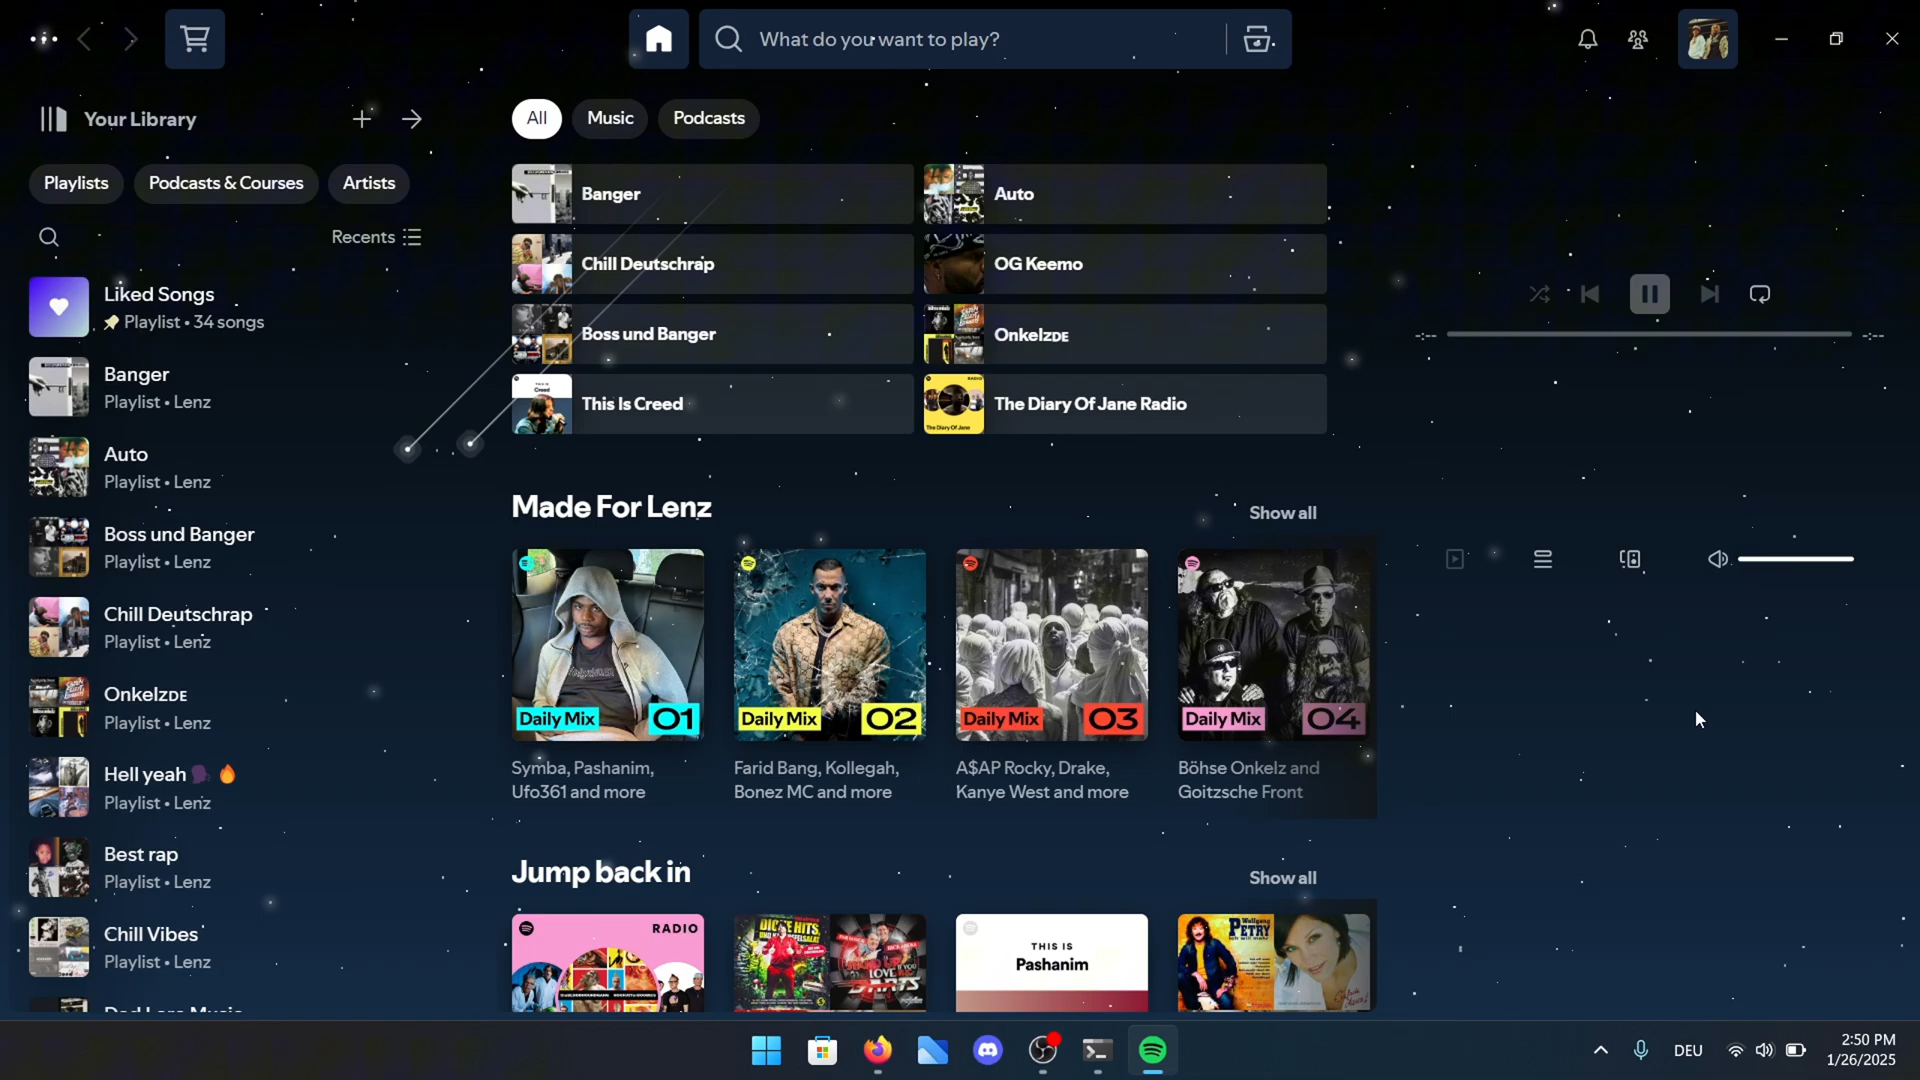 What do you want to play?
Your Library
Playlists
Podcasts & Courses
Artists
Recents
Liked Songs
Playlist • 34 songs
Banger
Playlist • Lenz
Auto
Playlist • Lenz
Boss und Banger
Playlist • Lenz
Chill Deutschrap
Playlist • Lenz
OnkelzDE
Playlist • Lenz
Hell yeah 🗣🔥
Playlist • Lenz
Best rap
Playlist • Lenz
Chill Vibes
Playlist • Lenz
All
Music
Podcasts
Banger
Auto
Chill Deutschrap
OG Keemo
Boss und Banger
OnkelzDE
This Is Creed
The Diary Of Jane Radio
Made For Lenz
Show all
Daily Mix 01
Daily Mix 02
Daily Mix 03
Daily Mix 04
Symba, Pashanim,
Ufo361 and more
Farid Bang, Kollegah,
Bonez MC and more
A$AP Rocky, Drake,
Kanye West and more
Böhse Onkelz and
Goitzsche Front
Jump back in
Show all
RADIO
THIS IS
Pashanim
PETRY
-:--
-:--
DEU
2:50 PM
1/26/2025